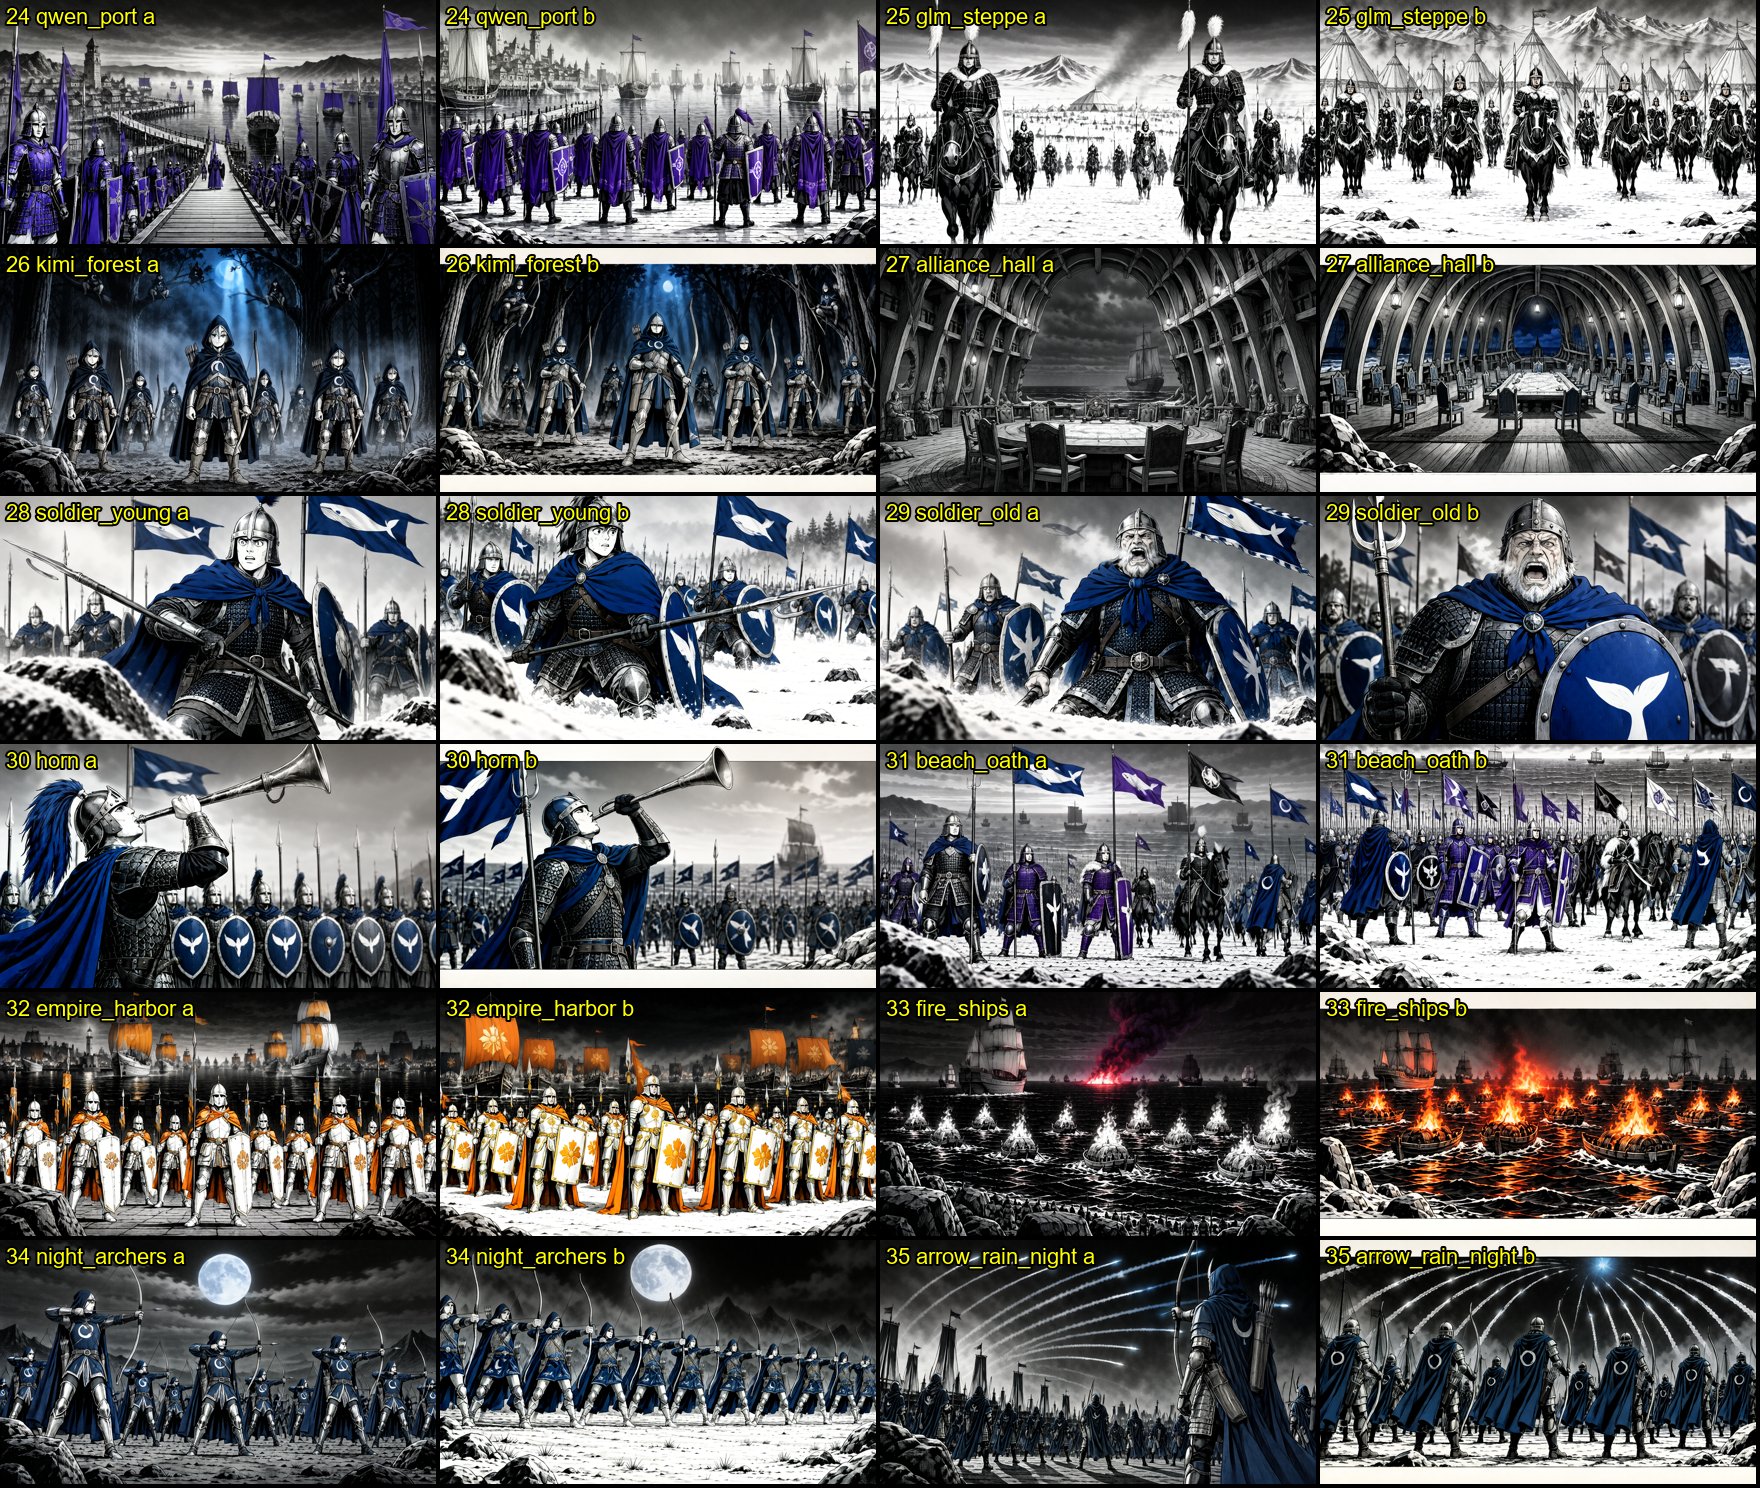 24 qwen_port a
24 qwen_port b
25 glm_steppe a
25 glm_steppe b
26 kimi_forest a
26 kimi_forest b
27 alliance_hall a
27 alliance_hall b
28 soldier_young a
28 soldier_young b
29 soldier_old a
29 soldier_old b
30 horn a
30 horn b
31 beach_oath a
31 beach_oath b
32 empire_harbor a
32 empire_harbor b
33 fire_ships a
33 fire_ships b
34 night_archers a
34 night_archers b
35 arrow_rain_night a
35 arrow_rain_night b